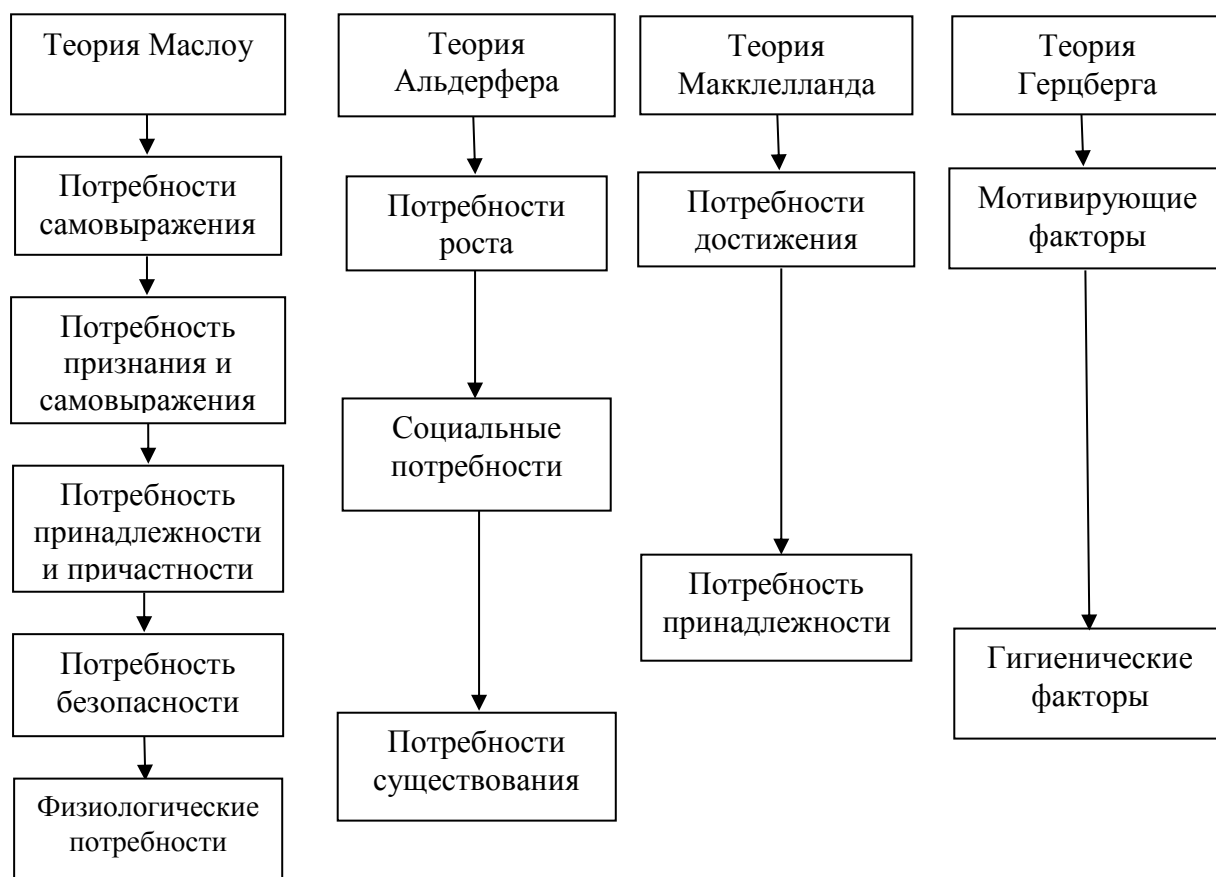 Теория Маслоу
Потребности
самовыражения
Потребность
признания и
самовыражения
Потребность
принадлежности
и причастности
Потребность
безопасности
Физиологические
потребности
Теория
Альдерфера
Потребности
роста
Социальные
потребности
Потребности
существования
Теория
Макклелланда
Потребности
достижения
Потребность
принадлежности
Теория
Герцберга
Мотивирующие
факторы
Гигиенические
факторы